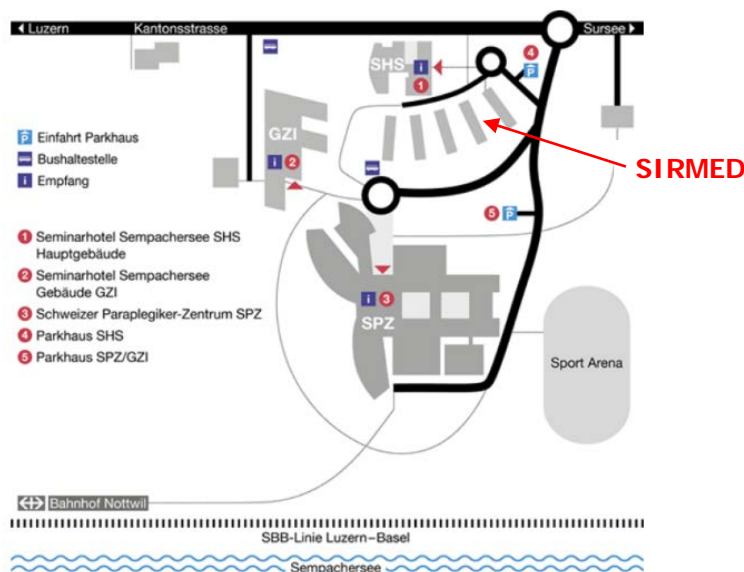 Luzern Kantonsstrasse Sursee
4
P
SHS i
1
GZI
i 2
SIRMED
P Einfahrt Parkhaus
Bushaltestelle
i Empfang
5 P
1 Seminarhotel Sempachersee SHS
Hauptgebäude
2 Seminarhotel Sempachersee
Gebäude GZI
3 Schweizer Paraplegiker-Zentrum SPZ
4 Parkhaus SHS
5 Parkhaus SPZ/GZI
i 3
SPZ
Sport Arena
Bahnhof Nottwil
SBB-Linie Luzern–Basel
Sempachersee